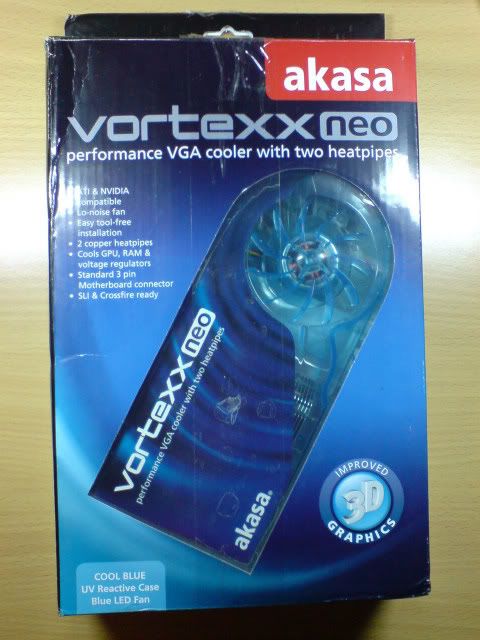 akasa
vortexx neo
performance VGA cooler with two heatpipes
ATI & NVIDIA
compatible
• Lo-noise fan
• Easy tool-free
installation
• 2 copper heatpipes
• Cools GPU, RAM &
voltage regulators
• Standard 3 pin
Motherboard connector
• SLI & Crossfire ready
vortexx neo
performance VGA cooler with two heatpipes
akasa®
IMPROVED
3D
GRAPHICS
COOL BLUE
UV Reactive Case
Blue LED Fan